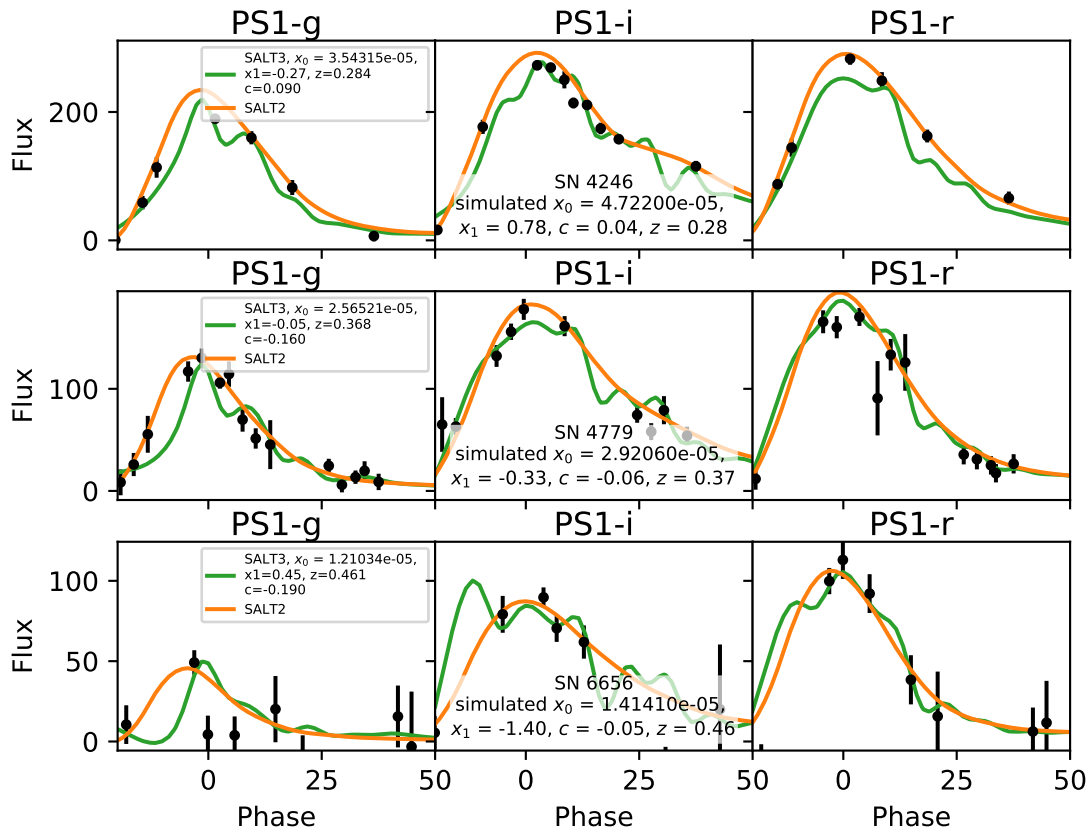 PS1-g PS1-i PS1-r
Flux
200
0
SALT3, x₀ = 3.54315e-05,
x1=-0.27, z=0.284
c=0.090
SALT2
SN 4246
simulated x₀ = 4.72200e-05,
x₁ = 0.78, c = 0.04, z = 0.28
PS1-g PS1-i PS1-r
Flux
100
0
SALT3, x₀ = 2.56521e-05,
x1=-0.05, z=0.368
c=-0.160
SALT2
SN 4779
simulated x₀ = 2.92060e-05,
x₁ = -0.33, c = -0.06, z = 0.37
PS1-g PS1-i PS1-r
Flux
100
50
0
SALT3, x₀ = 1.21034e-05,
x1=0.45, z=0.461
c=-0.190
SALT2
SN 6656
simulated x₀ = 1.41410e-05,
x₁ = -1.40, c = -0.05, z = 0.46
0 25 50 0 25 50 0 25 50
Phase Phase Phase